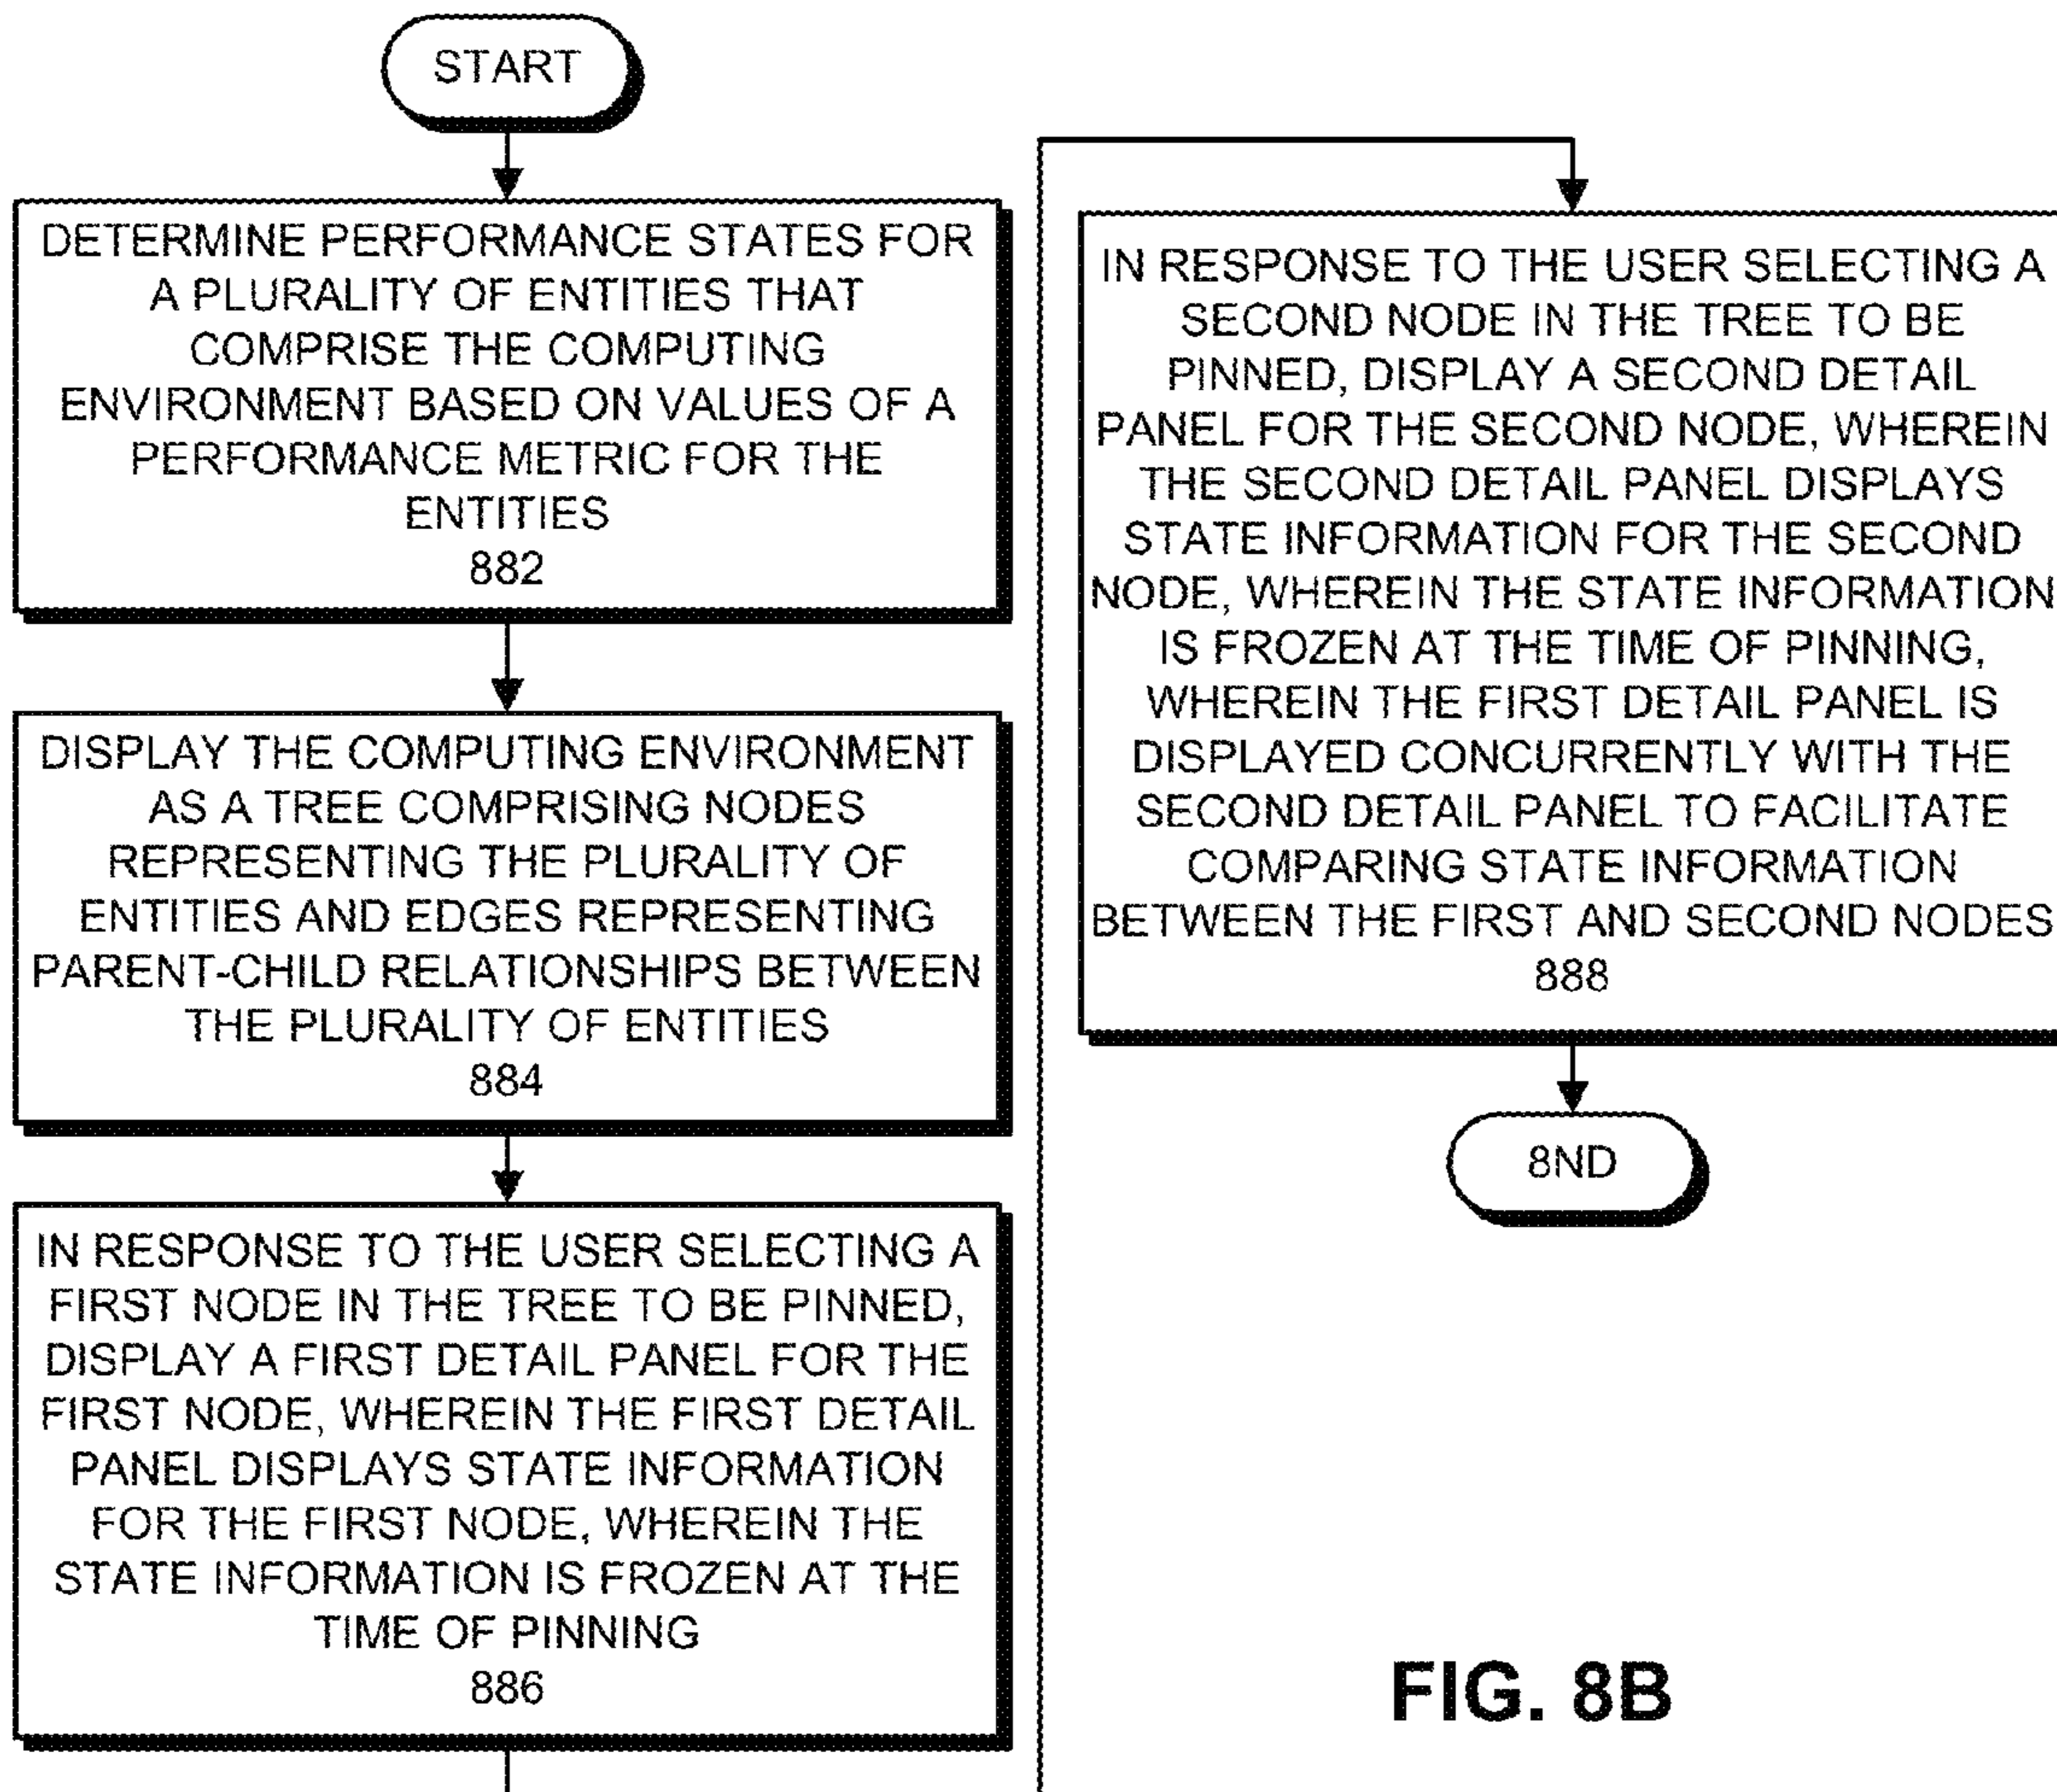 START
DETERMINE PERFORMANCE STATES FOR
A PLURALITY OF ENTITIES THAT
COMPRISE THE COMPUTING
ENVIRONMENT BASED ON VALUES OF A
PERFORMANCE METRIC FOR THE
ENTITIES
882
DISPLAY THE COMPUTING ENVIRONMENT
AS A TREE COMPRISING NODES
REPRESENTING THE PLURALITY OF
ENTITIES AND EDGES REPRESENTING
PARENT-CHILD RELATIONSHIPS BETWEEN
THE PLURALITY OF ENTITIES
884
IN RESPONSE TO THE USER SELECTING A
FIRST NODE IN THE TREE TO BE PINNED,
DISPLAY A FIRST DETAIL PANEL FOR THE
FIRST NODE, WHEREIN THE FIRST DETAIL
PANEL DISPLAYS STATE INFORMATION
FOR THE FIRST NODE, WHEREIN THE
STATE INFORMATION IS FROZEN AT THE
TIME OF PINNING
886
IN RESPONSE TO THE USER SELECTING A
SECOND NODE IN THE TREE TO BE
PINNED, DISPLAY A SECOND DETAIL
PANEL FOR THE SECOND NODE, WHEREIN
THE SECOND DETAIL PANEL DISPLAYS
STATE INFORMATION FOR THE SECOND
NODE, WHEREIN THE STATE INFORMATION
IS FROZEN AT THE TIME OF PINNING,
WHEREIN THE FIRST DETAIL PANEL IS
DISPLAYED CONCURRENTLY WITH THE
SECOND DETAIL PANEL TO FACILITATE
COMPARING STATE INFORMATION
BETWEEN THE FIRST AND SECOND NODES
888
8ND
FIG. 8B